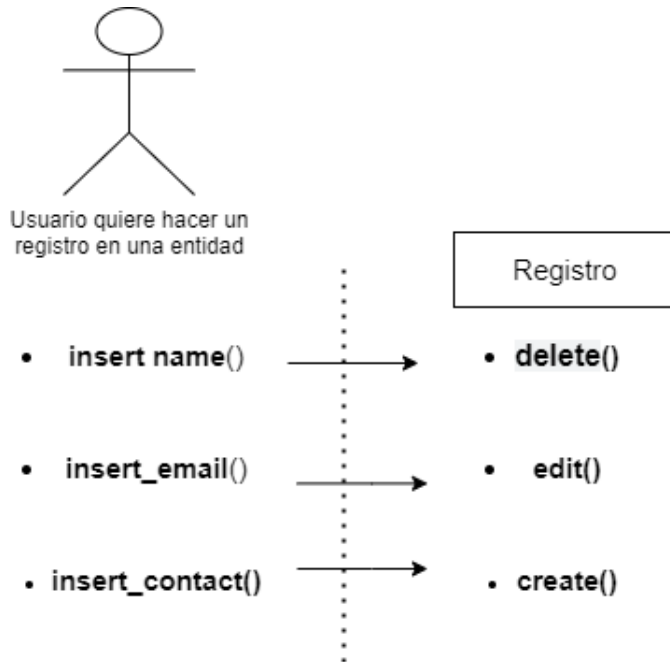 Usuario quiere hacer un
registro en una entidad
Registro
• insert name()
• delete()
• insert_email()
• edit()
• insert_contact()
• create()